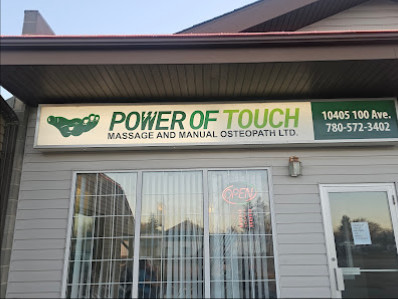 POWER OF TOUCH
MASSAGE AND MANUAL OSTEOPATH LTD.
10405 100 Ave.
780-572-3402
OPEN